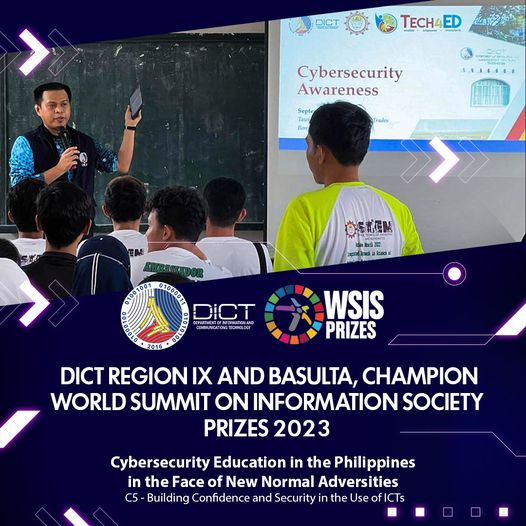 DICT
TECH4ED
Cybersecurity
Awareness
AMBASSADOR
DICT
DEPARTMENT OF INFORMATION AND
COMMUNICATIONS TECHNOLOGY
2016
WSIS
PRIZES
DICT REGION IX AND BASULTA, CHAMPION
WORLD SUMMIT ON INFORMATION SOCIETY
PRIZES 2023
Cybersecurity Education in the Philippines
in the Face of New Normal Adversities
C5 - Building Confidence and Security in the Use of ICTs